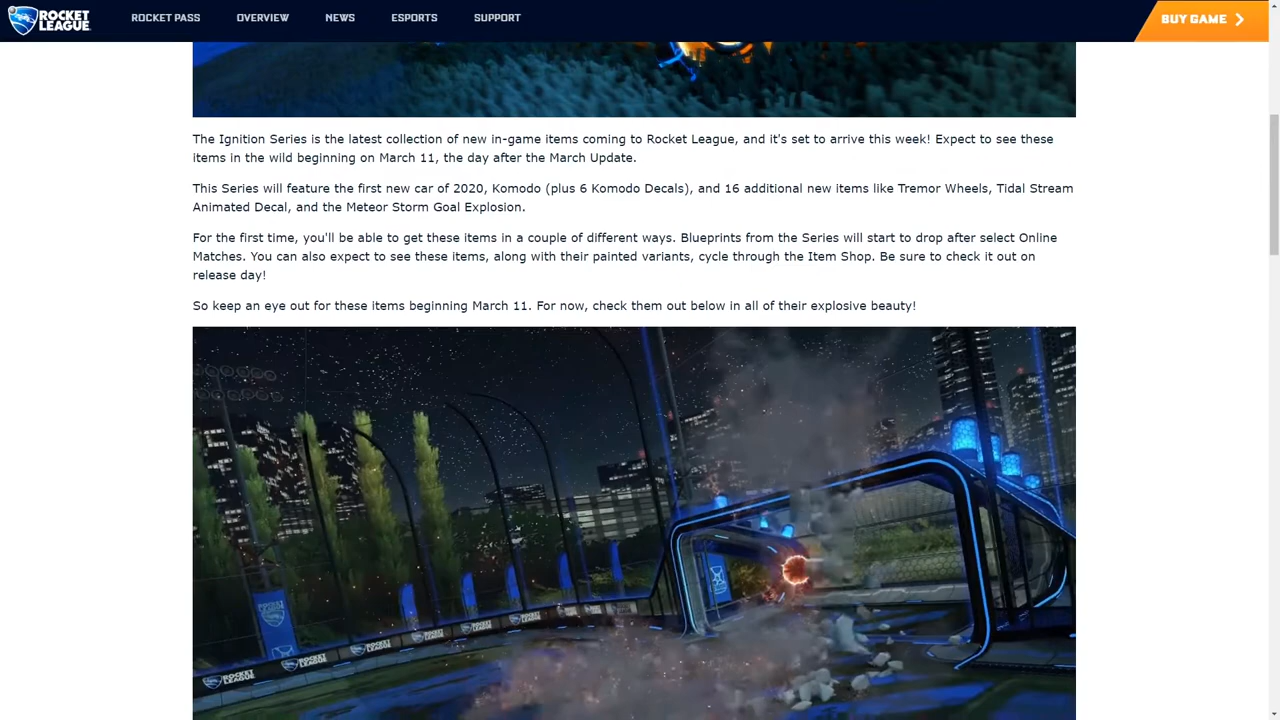 ROCKET LEAGUE
ROCKET PASS
OVERVIEW
NEWS
ESPORTS
SUPPORT
BUY GAME
The Ignition Series is the latest collection of new in-game items coming to Rocket League, and it's set to arrive this week! Expect to see these
items in the wild beginning on March 11, the day after the March Update.
This Series will feature the first new car of 2020, Komodo (plus 6 Komodo Decals), and 16 additional new items like Tremor Wheels, Tidal Stream
Animated Decal, and the Meteor Storm Goal Explosion.
For the first time, you'll be able to get these items in a couple of different ways. Blueprints from the Series will start to drop after select Online
Matches. You can also expect to see these items, along with their painted variants, cycle through the Item Shop. Be sure to check it out on
release day!
So keep an eye out for these items beginning March 11. For now, check them out below in all of their explosive beauty!
ROCKET LEAGUE
ROCKET LEAGUE
ROCKET LEAGUE